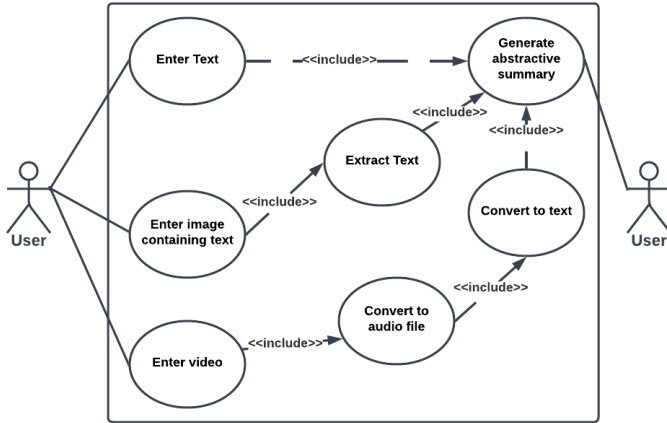 Enter Text
<<include>>
Generate
abstractive
summary
<<include>>
<<include>>
Extract Text
<<include>>
Enter image
containing text
Convert to text
User
User
<<include>>
Convert to
audio file
<<include>>
Enter video